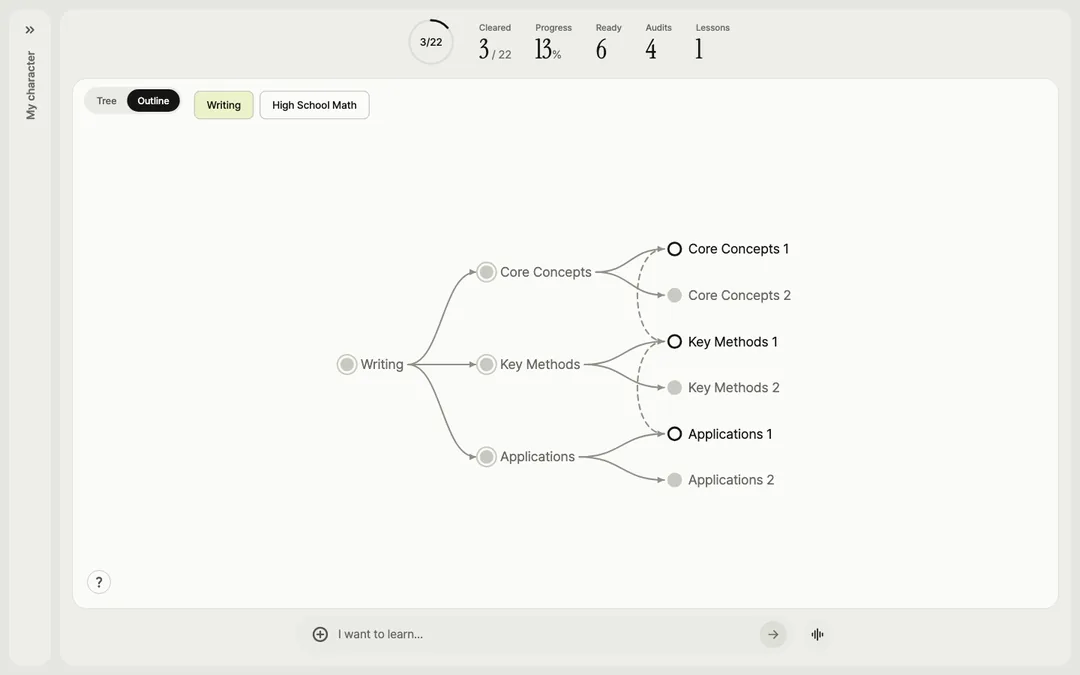 My character
3/22
Cleared
3 / 22
Progress
13%
Ready
6
Audits
4
Lessons
1
Tree
Outline
Writing
High School Math
Writing
Core Concepts
Core Concepts 1
Core Concepts 2
Key Methods
Key Methods 1
Key Methods 2
Applications
Applications 1
Applications 2
?
I want to learn...